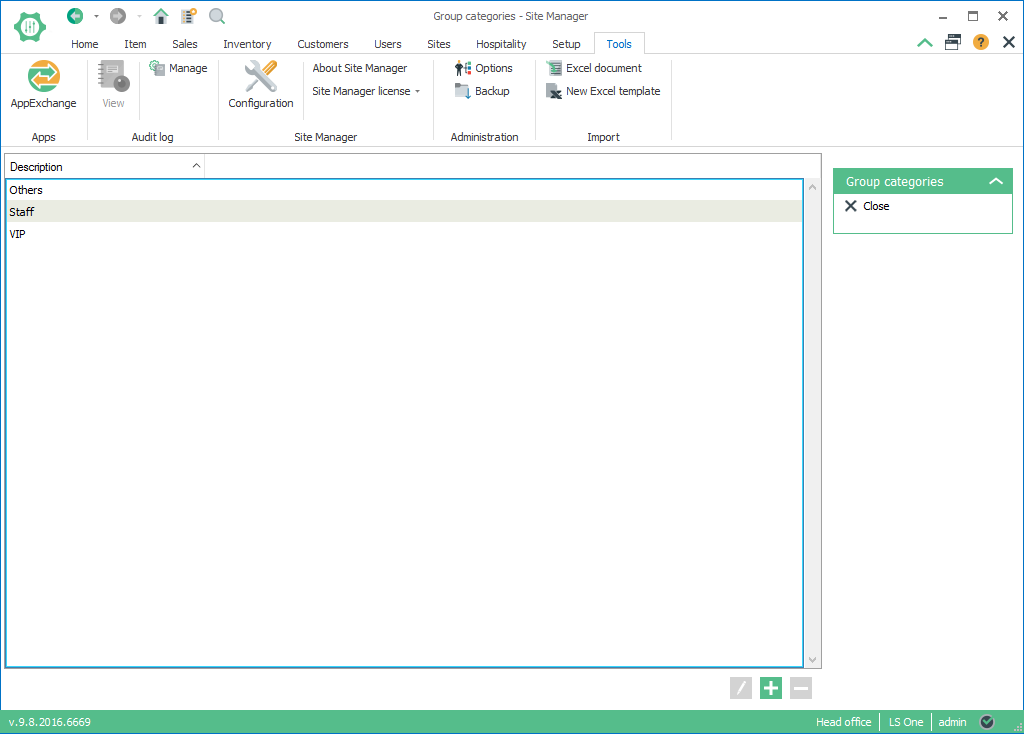 Group categories - Site Manager
Home Item Sales Inventory Customers Users Sites Hospitality Setup Tools
AppExchange
Apps
View
Manage
Audit log
Configuration
About Site Manager
Site Manager license
Site Manager
Options
Backup
Administration
Excel document
New Excel template
Import
Description
Others
Staff
VIP
Group categories
Close
v.9.8.2016.6669
Head office LS One admin